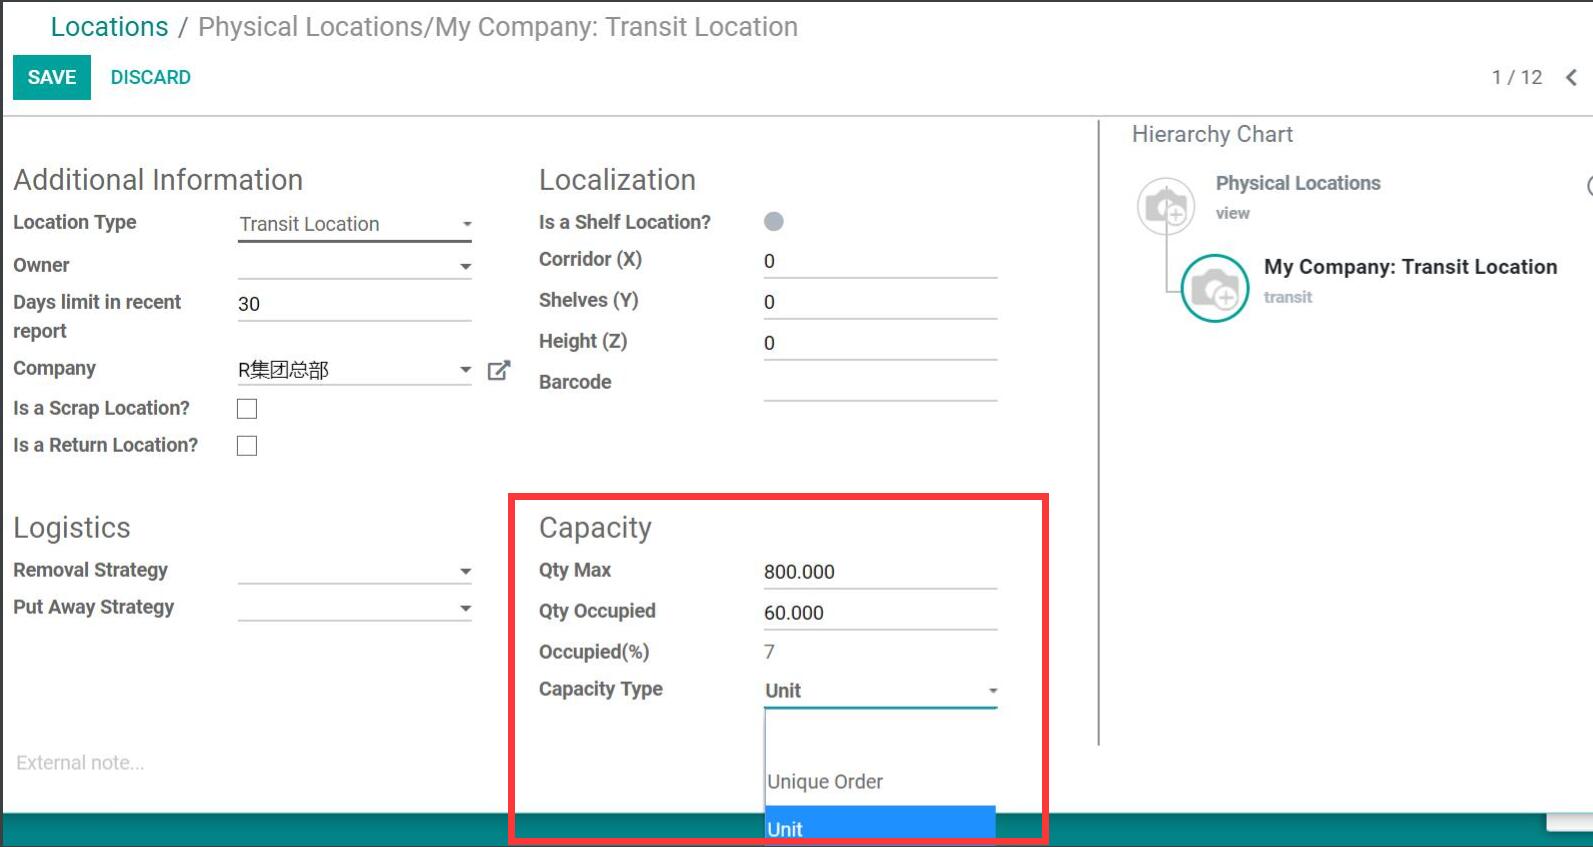 Locations / Physical Locations/My Company: Transit Location
SAVE DISCARD
1 / 12
Additional Information
Location Type Transit Location
Owner
Days limit in recent report 30
Company R集团总部
Is a Scrap Location?
Is a Return Location?
Localization
Is a Shelf Location?
Corridor (X) 0
Shelves (Y) 0
Height (Z) 0
Barcode
Logistics
Removal Strategy
Put Away Strategy
Capacity
Qty Max 800.000
Qty Occupied 60.000
Occupied(%) 7
Capacity Type Unit
Unique Order
Unit
External note...
Hierarchy Chart
Physical Locations
view
My Company: Transit Location
transit